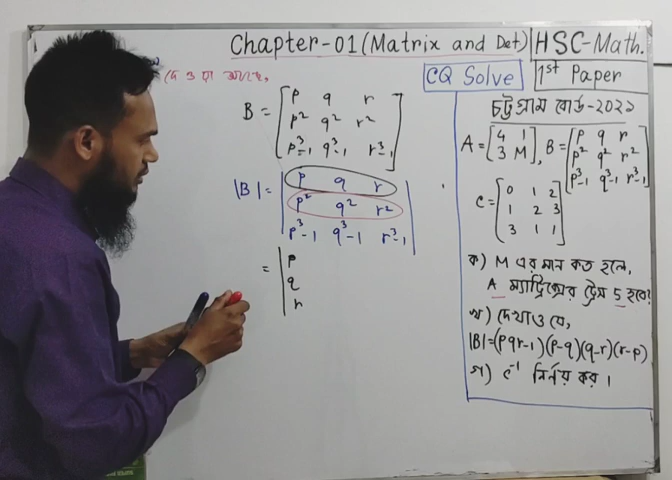 Chapter-01 (Matrix and Det) HSC-Math.
CQ Solve 1st Paper
দেওয়া আছে,
B = [p q r
p² q² r²
p³-1 q³-1 r³-1]
|B| = |p q r
p² q² r²
p³-1 q³-1 r³-1|
= |p
q
r
চট্টগ্রাম বোর্ড-২০২১
A = [4 1
3 M], B = [p q r
p² q² r²
p³-1 q³-1 r³-1]
C = [0 1 2
1 2 3
3 1 1]
ক) M এর মান কত হলে,
A ম্যাট্রিক্সের ট্রেস 5 হবে?
খ) দেখাও যে,
|B|=(pqr-1)(p-q)(q-r)(r-p)
গ) C⁻¹ নির্ণয় কর।